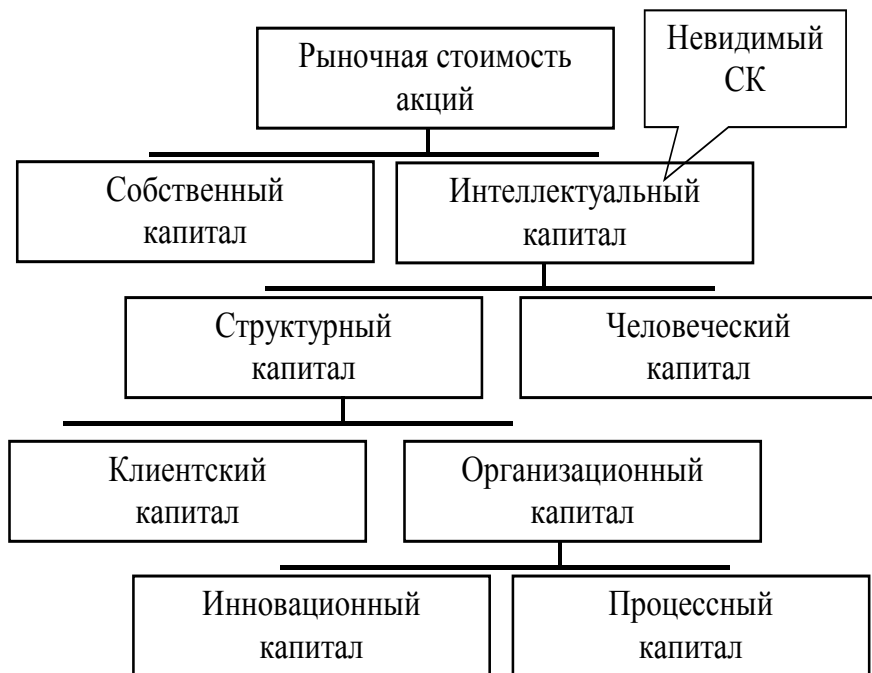 Невидимый
СК
Рыночная стоимость
акций
Собственный
капитал
Интеллектуальный
капитал
Структурный
капитал
Человеческий
капитал
Клиентский
капитал
Организационный
капитал
Инновационный
капитал
Процессный
капитал